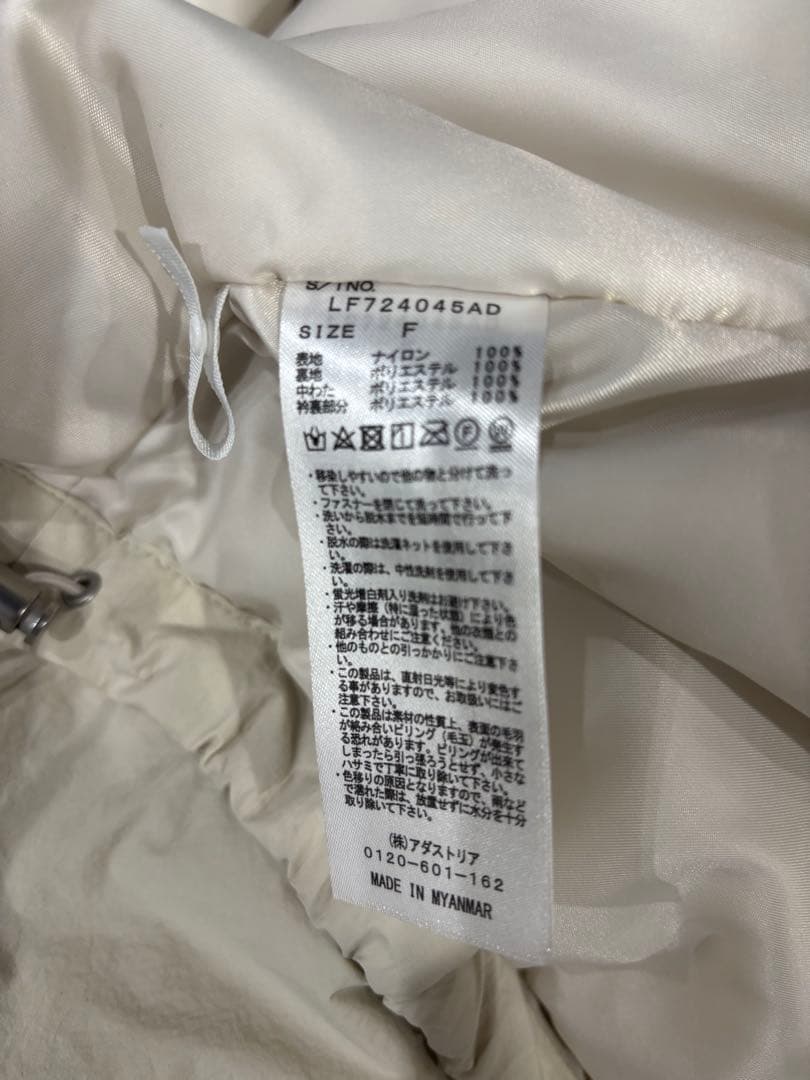 S/TNO.
LF724045AD
SIZE F
表地 ナイロン 100%
裏地 ポリエステル 100%
中わた ポリエステル 100%
衿裏部分 ポリエステル 100%
・移染しやすいので他の物と分けて洗っ
て下さい。
・ファスナーを閉じて洗って下さい。
・洗いから脱水までを短時間で行って下
さい。
・脱水の際は洗濯ネットを使用して下さ
い。
・洗濯の際は、中性洗剤を使用して下さ
い。
・蛍光増白剤入り洗剤はお避け下さい。
・汗や摩擦（特に湿った状態）により色
が移る場合があります。他の衣類との
組み合わせにご注意ください。
・他のものとの引っかかりにご注意下さ
い。
・この製品は、直射日光等により変色す
る事がありますので、お取扱いにはご
注意下さい。
・この製品は素材の性質上、表面の毛羽
が絡み合いピリング（毛玉）が発生す
る恐れがあります。ピリングが出来て
しまったら引っ張ろうとせず、小さな
ハサミで丁寧に取り除いて下さい。
・色移りの原因となりますので、雨など
で濡れた際は、放置せずに水分を十分
取り除いて下さい。
(株)アダストリア
0120-601-162
MADE IN MYANMAR